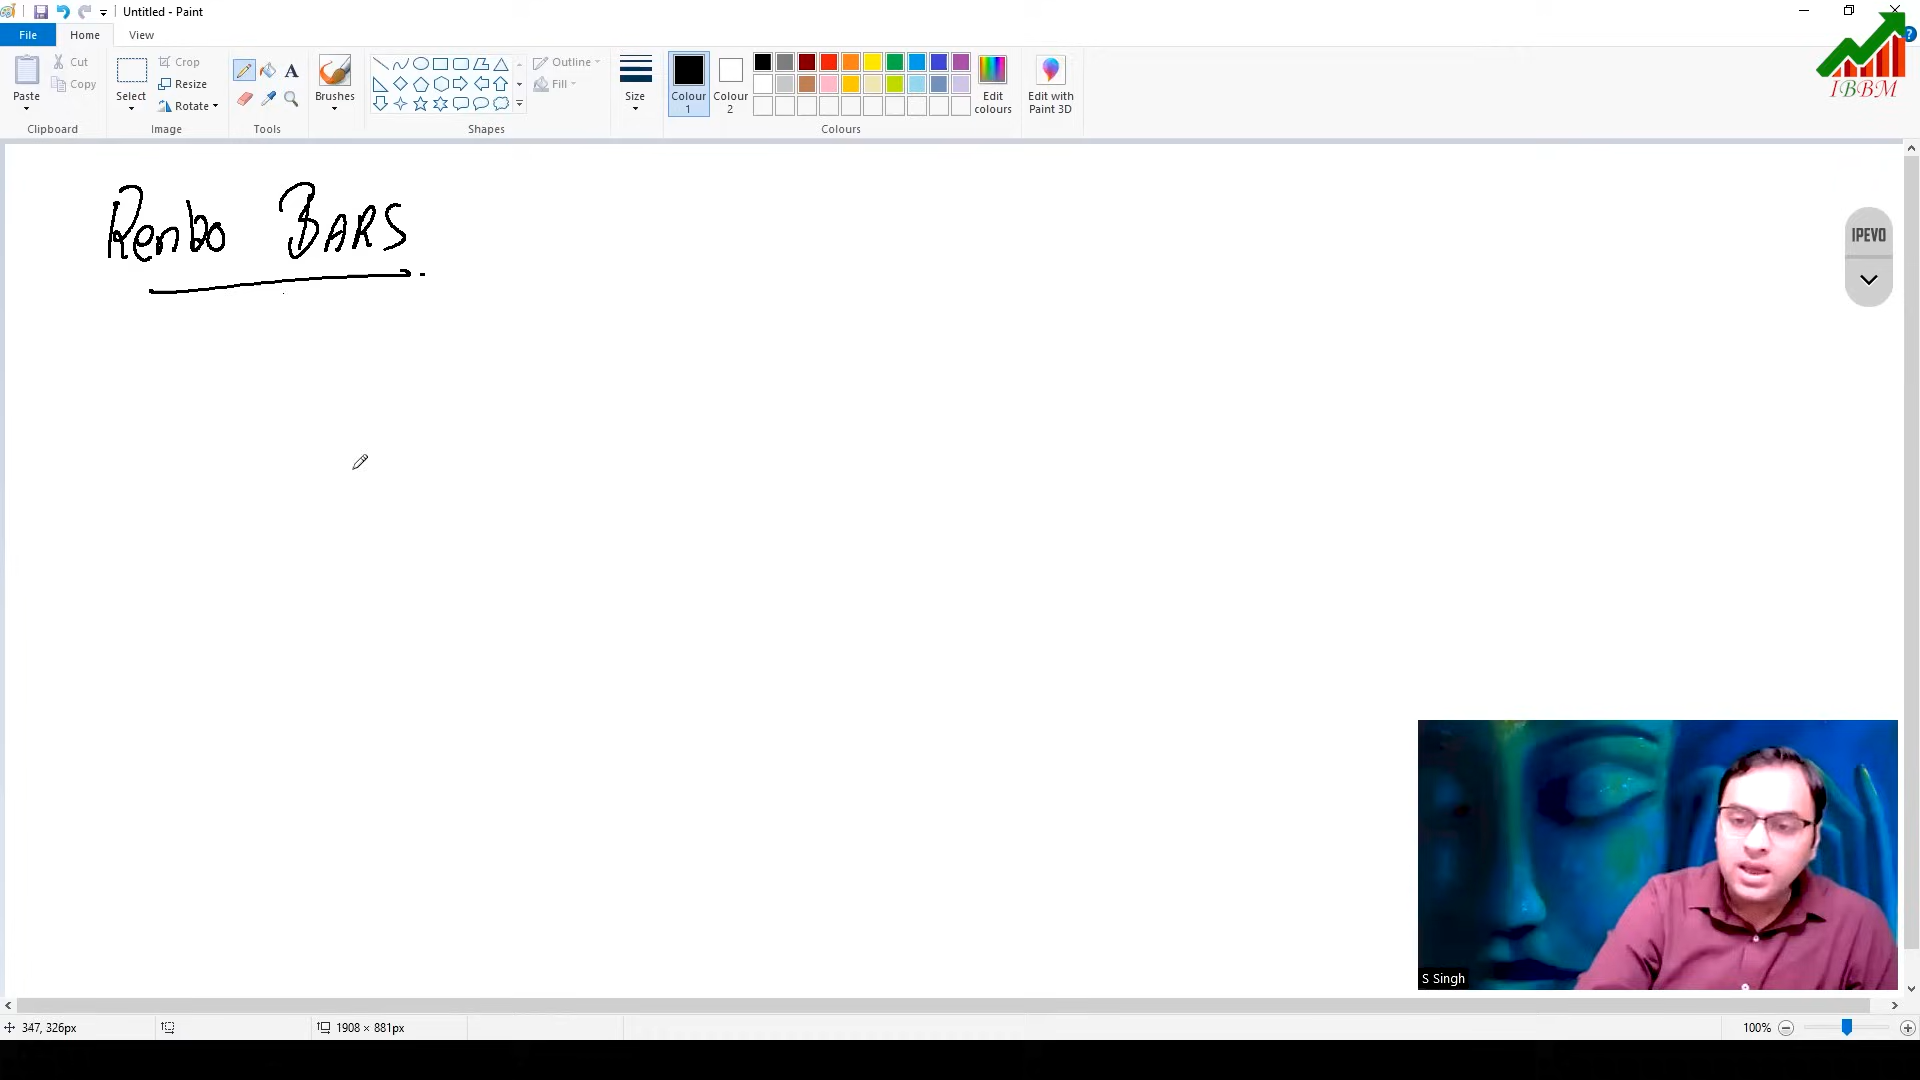 Untitled - Paint
File Home View
Paste Cut Copy Clipboard
Select Crop Resize Rotate Image
Tools
Brushes
Outline Fill Shapes
Size
Colour 1 Colour 2 Edit colours Colours
Edit with Paint 3D
IBBM
Renko BARS
IPEVO
S Singh
347, 326px 1908 × 881px 100%